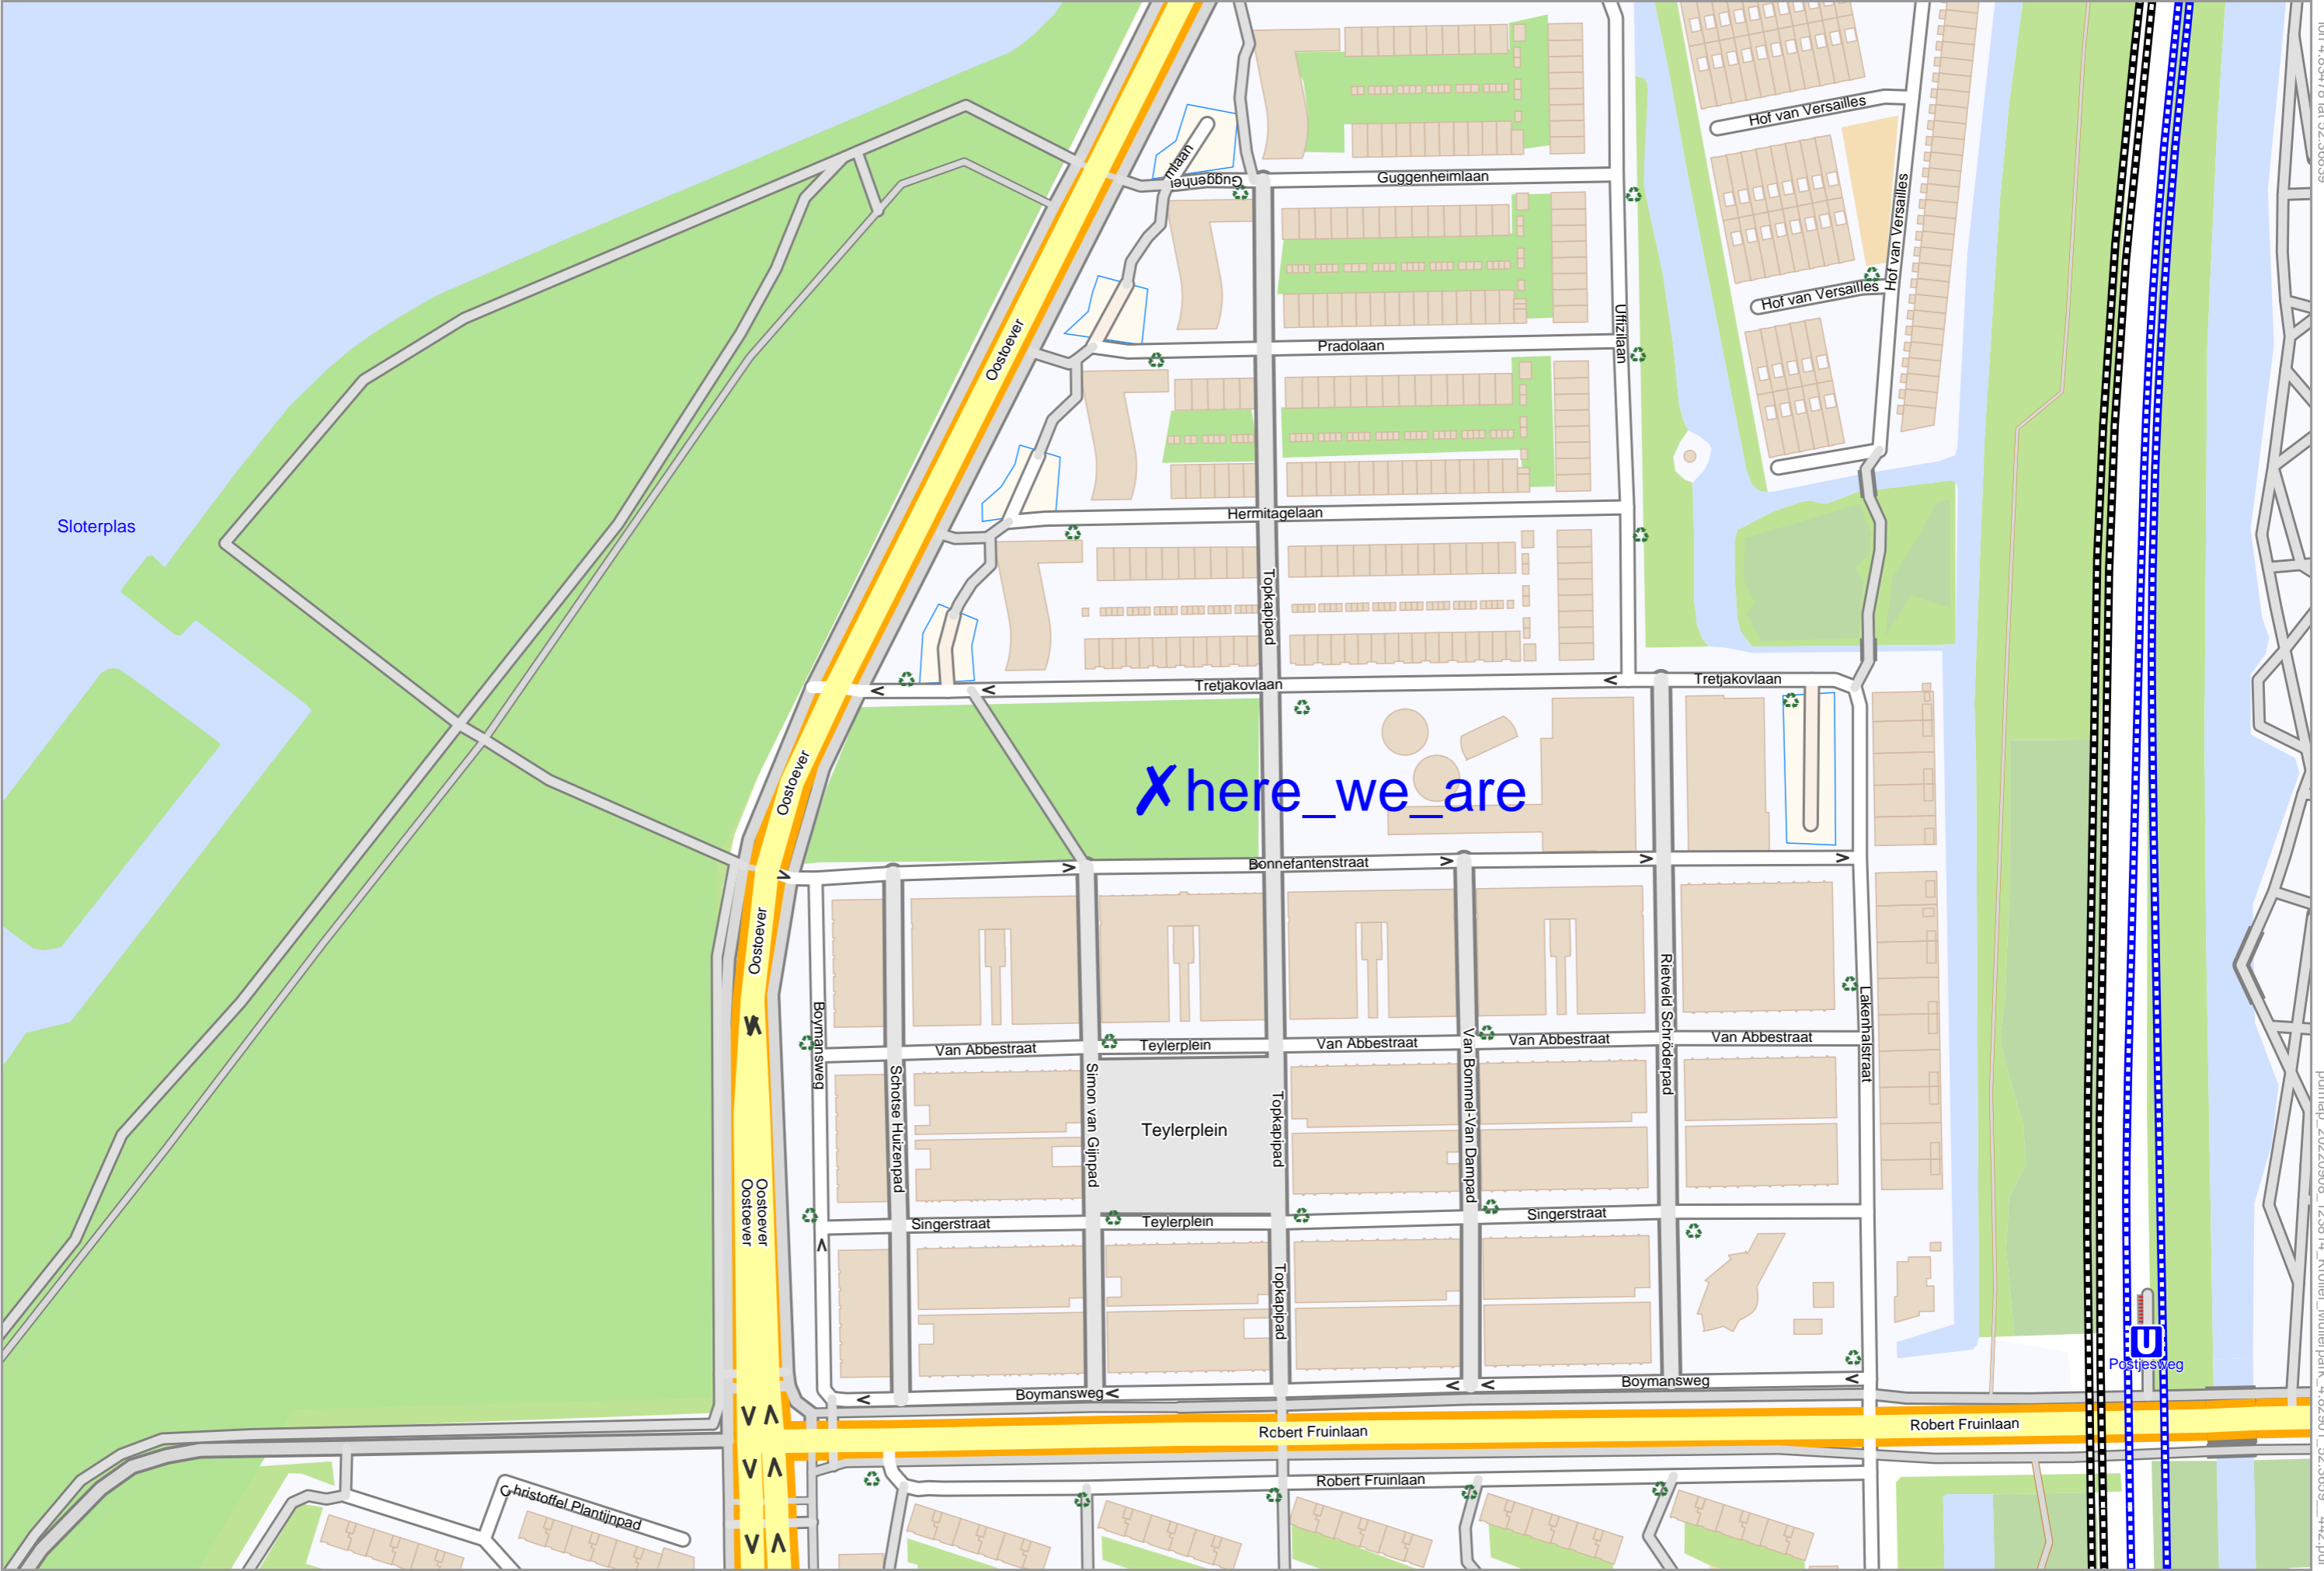 Hof van Versailles
Guggenheimlaan
Guggenheimlaan
Hof van Versailles
Hof van Versailles
Uffizilaan
Oostoever
Pradolaan
Sloterplas
Hermitagelaan
Topkapipad
Tretjakovlaan
Tretjakovlaan
Oostoever
✗here_we_are
Bonnefantenstraat
Oostoever
Boymansweg
Rietveld Schröderpad
Lakenhalstraat
Van Abbestraat
Teylerplein
Van Abbestraat
Van Abbestraat
Van Abbestraat
Schotse Huizenpad
Simon van Gijnpad
Teylerplein
Topkapipad
Van Bommel-Van Dampad
Oostoever
Oostoever
Singerstraat
Teylerplein
Singerstraat
Topkapipad
U
Postjesweg
Boymansweg
Boymansweg
Robert Fruinlaan
Robert Fruinlaan
Robert Fruinlaan
Christoffel Plantijnpad